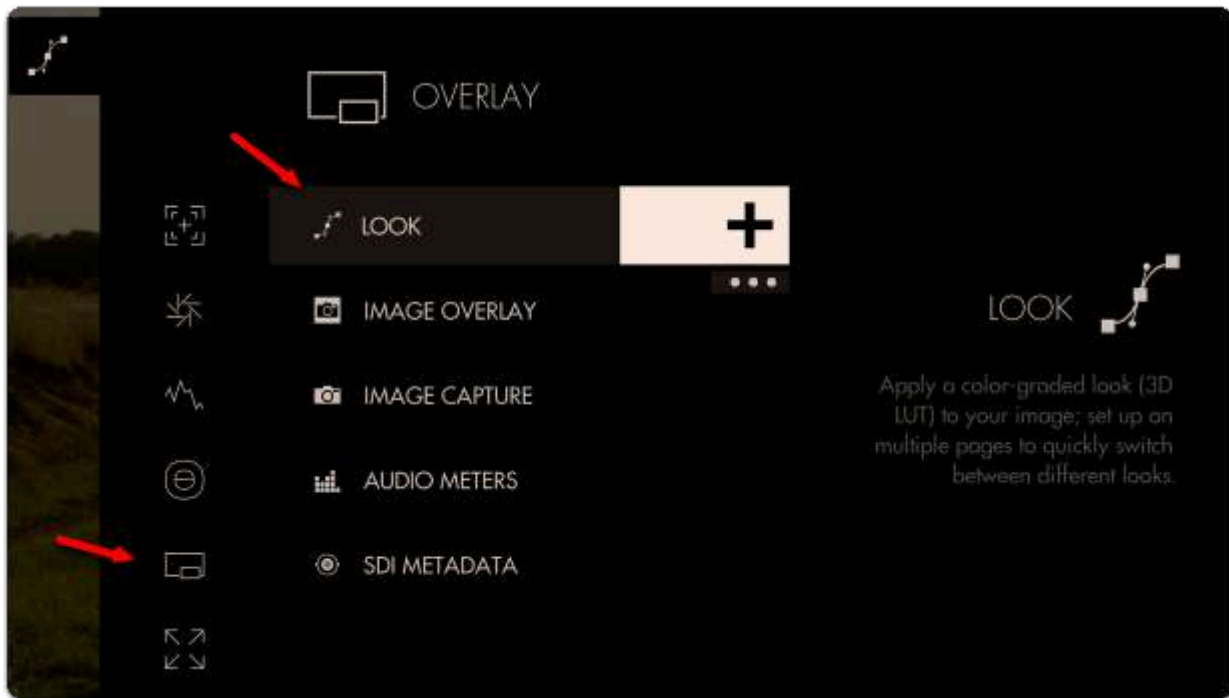 OVERLAY
LOOK
IMAGE OVERLAY
IMAGE CAPTURE
AUDIO METERS
SDI METADATA
LOOK
Apply a color-graded look (3D
LUT) to your image; set up on
multiple pages to quickly switch
between different looks.